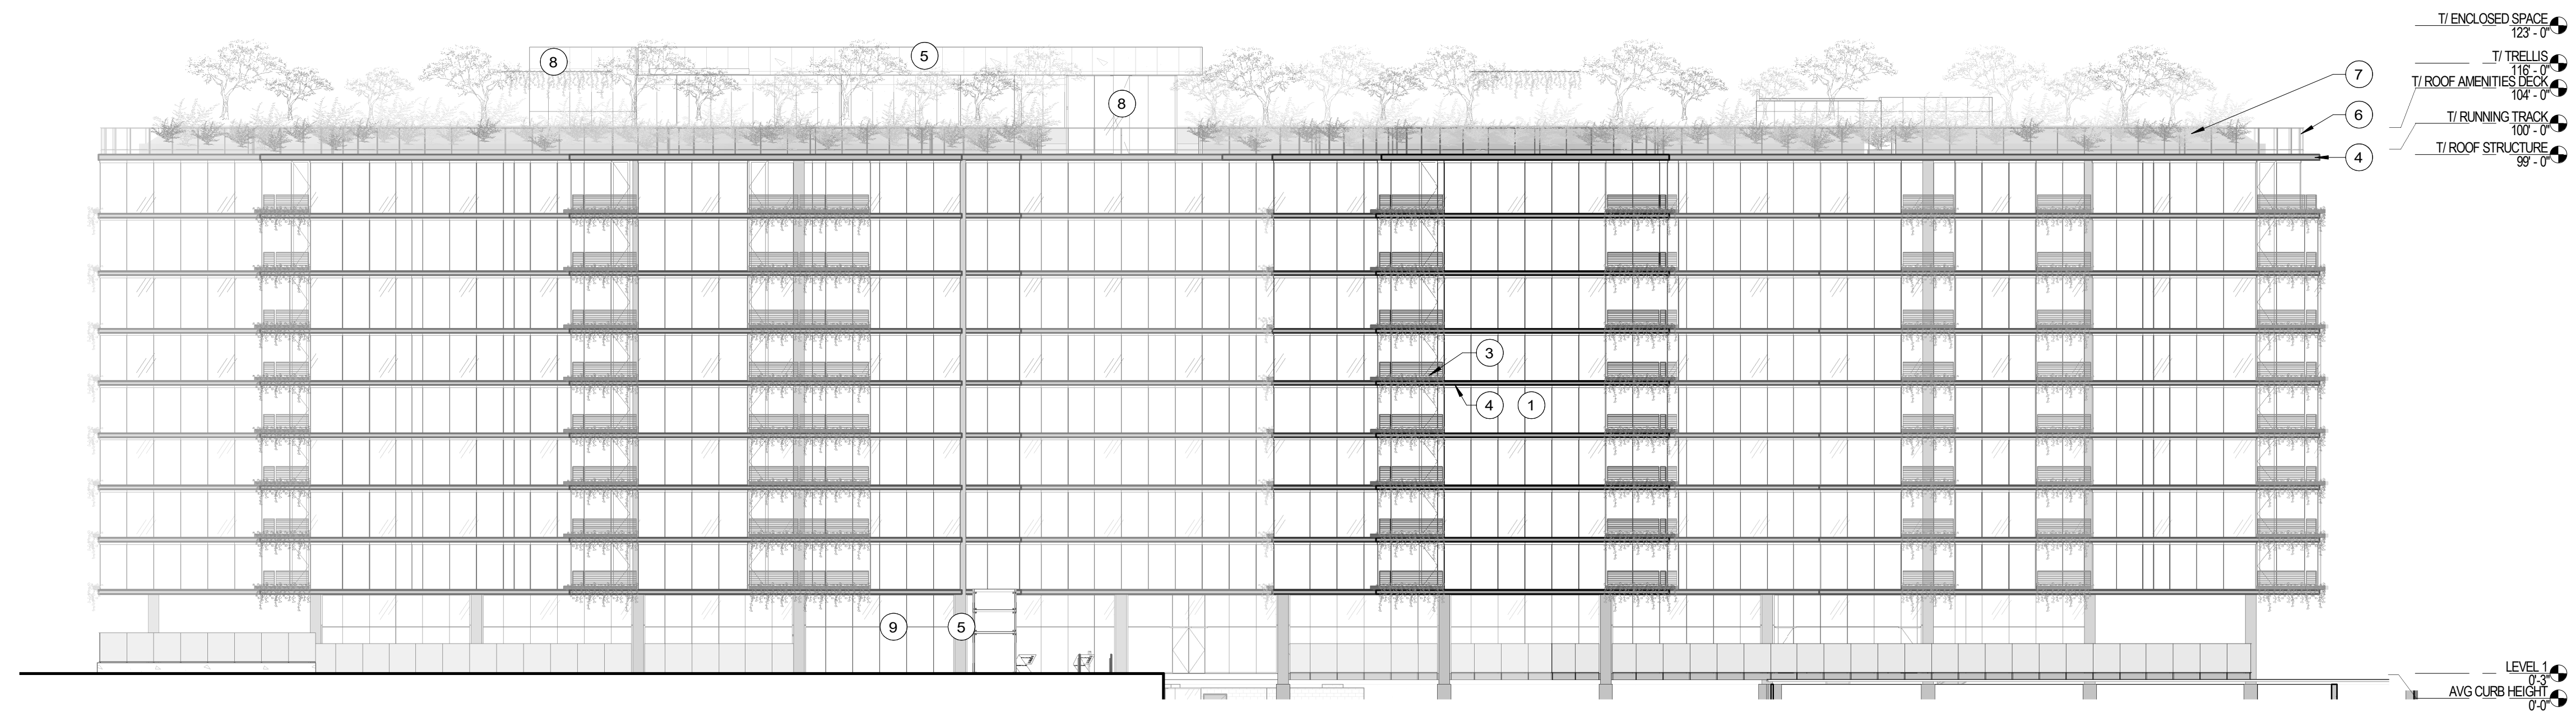 T/ ENCLOSED SPACE
123' - 0"
8
5
T/ TRELLIS
116' - 0"
7
T/ ROOF AMENITIES DECK
104' - 0"
8
6
T/ RUNNING TRACK
100' - 0"
T/ ROOF STRUCTURE
99' - 0"
4
3
4
1
9
5
LEVEL 1
0'-3"
AVG CURB HEIGHT
0'-0"